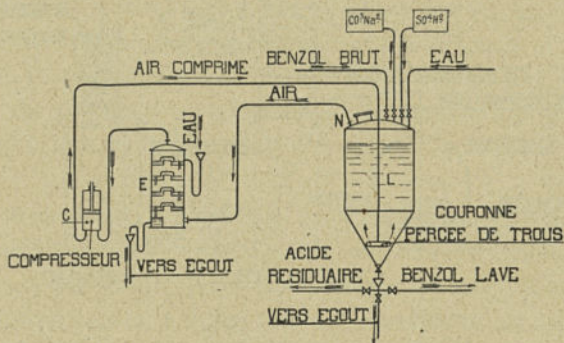 CO³Na²
SO⁴H²
BENZOL BRUT
EAU
AIR COMPRIME
AIR
N
EAU
E
L
C
COURONNE
PERCEE DE TROUS
COMPRESSEUR
VERS EGOUT
ACIDE
RESIDUAIRE
BENZOL LAVE
VERS EGOUT